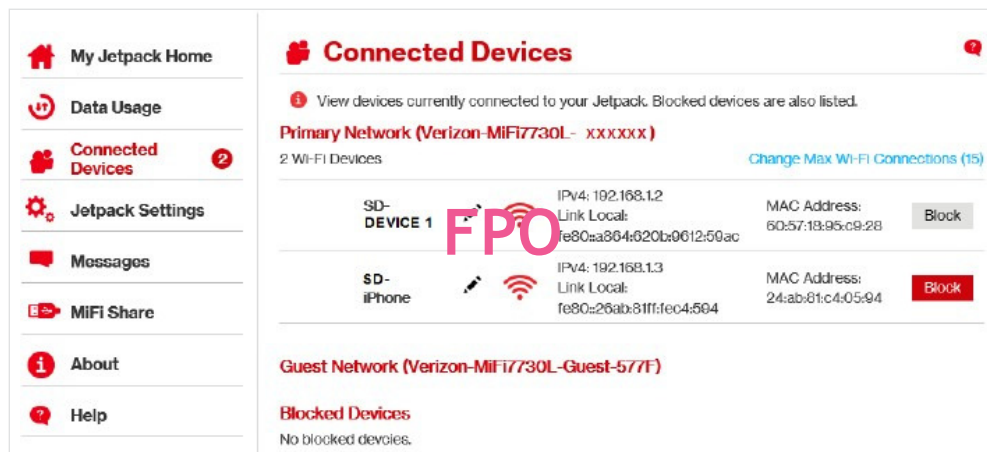 My Jetpack Home
Data Usage
Connected
Devices
2
Jetpack Settings
Messages
MiFi Share
About
Help
Connected Devices
View devices currently connected to your Jetpack. Blocked devices are also listed.
Primary Network (Verizon-MiFi7730L- xxxxxx)
2 Wi-Fi Devices
Change Max Wi-Fi Connections (15)
SD-
DEVICE 1
IPv4: 192.168.1.2
Link Local:
fe80::a864:620b:9612:59ac
MAC Address:
60:57:18:95:c9:28
Block
FPO
SD-
iPhone
IPv4: 192.168.1.3
Link Local:
fe80::26ab:81ff:fec4:594
MAC Address:
24:ab:81:c4:05:94
Block
Guest Network (Verizon-MiFi7730L-Guest-577F)
Blocked Devices
No blocked devcies.